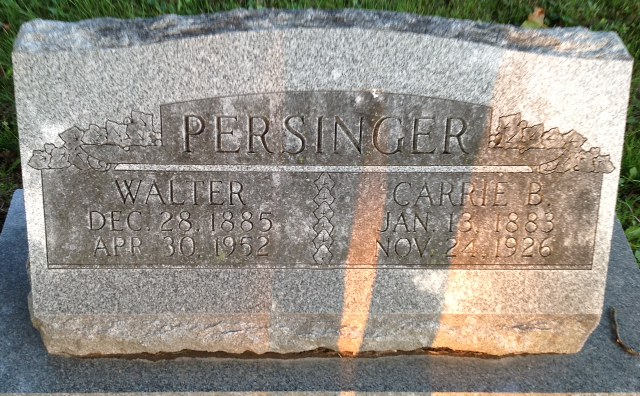 PERSINGER
WALTER
DEC. 28, 1885
APR. 30, 1952
CARRIE B.
JAN. 13, 1883
NOV. 24, 1926